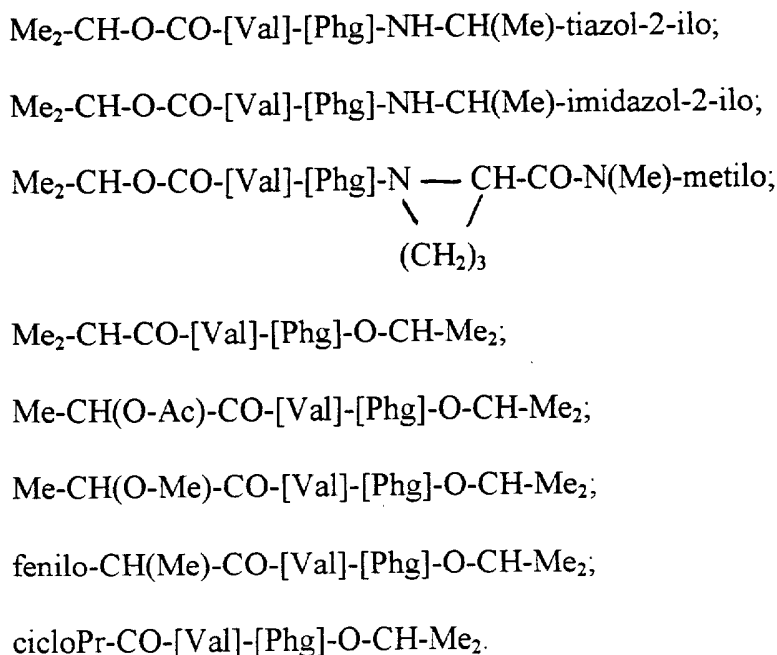 Me₂-CH-O-CO-[Val]-[Phg]-NH-CH(Me)-tiazol-2-ilo;
Me₂-CH-O-CO-[Val]-[Phg]-NH-CH(Me)-imidazol-2-ilo;
Me₂-CH-O-CO-[Val]-[Phg]-N — CH-CO-N(Me)-metilo;
\ /
(CH₂)₃
Me₂-CH-CO-[Val]-[Phg]-O-CH-Me₂;
Me-CH(O-Ac)-CO-[Val]-[Phg]-O-CH-Me₂;
Me-CH(O-Me)-CO-[Val]-[Phg]-O-CH-Me₂;
fenilo-CH(Me)-CO-[Val]-[Phg]-O-CH-Me₂;
cicloPr-CO-[Val]-[Phg]-O-CH-Me₂.